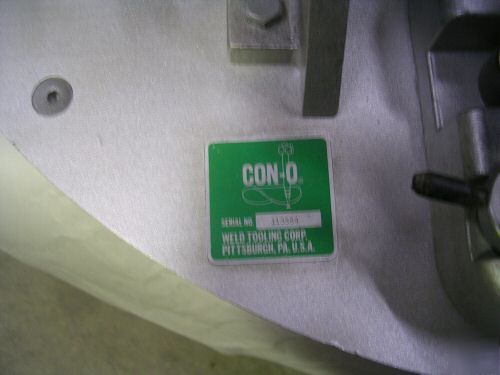 CON-O
SERIAL NO.
WELD TOOLING CORP.
PITTSBURGH, PA. U.S.A.